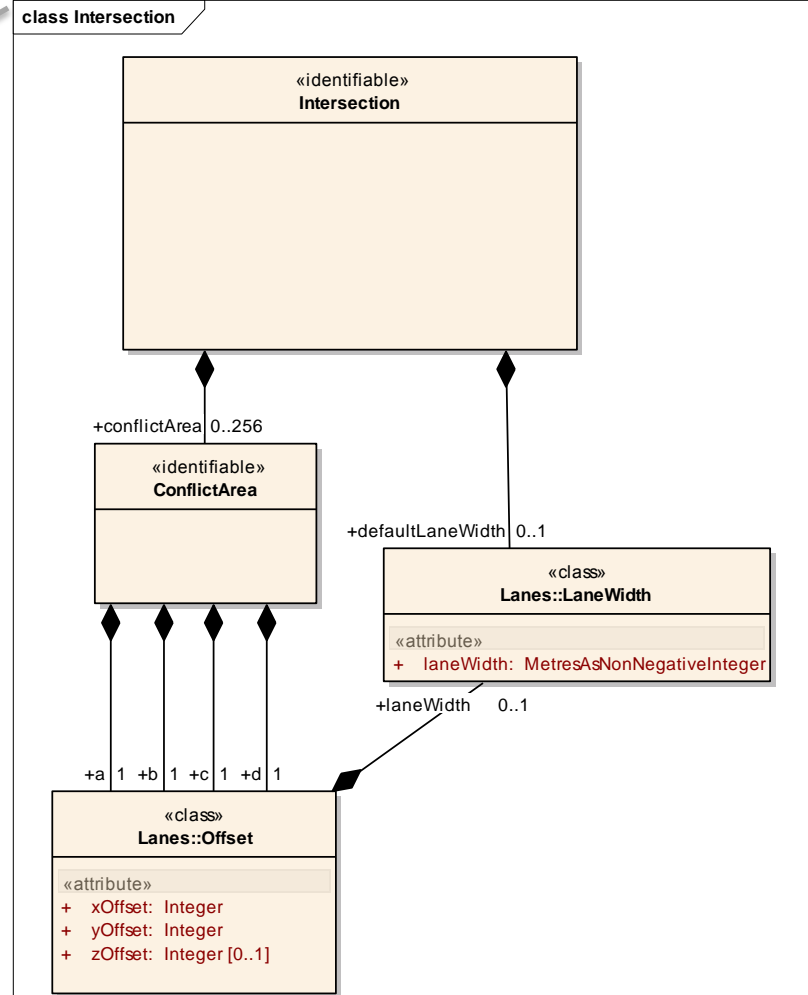 class Intersection
«identifiable»
Intersection
+conflictArea 0..256
«identifiable»
ConflictArea
+defaultLaneWidth 0..1
«class»
Lanes::LaneWidth
«attribute»
+ laneWidth: MetresAsNonNegativeInteger
+laneWidth 0..1
+a 1 +b 1 +c 1 +d 1
«class»
Lanes::Offset
«attribute»
+ xOffset: Integer
+ yOffset: Integer
+ zOffset: Integer [0..1]